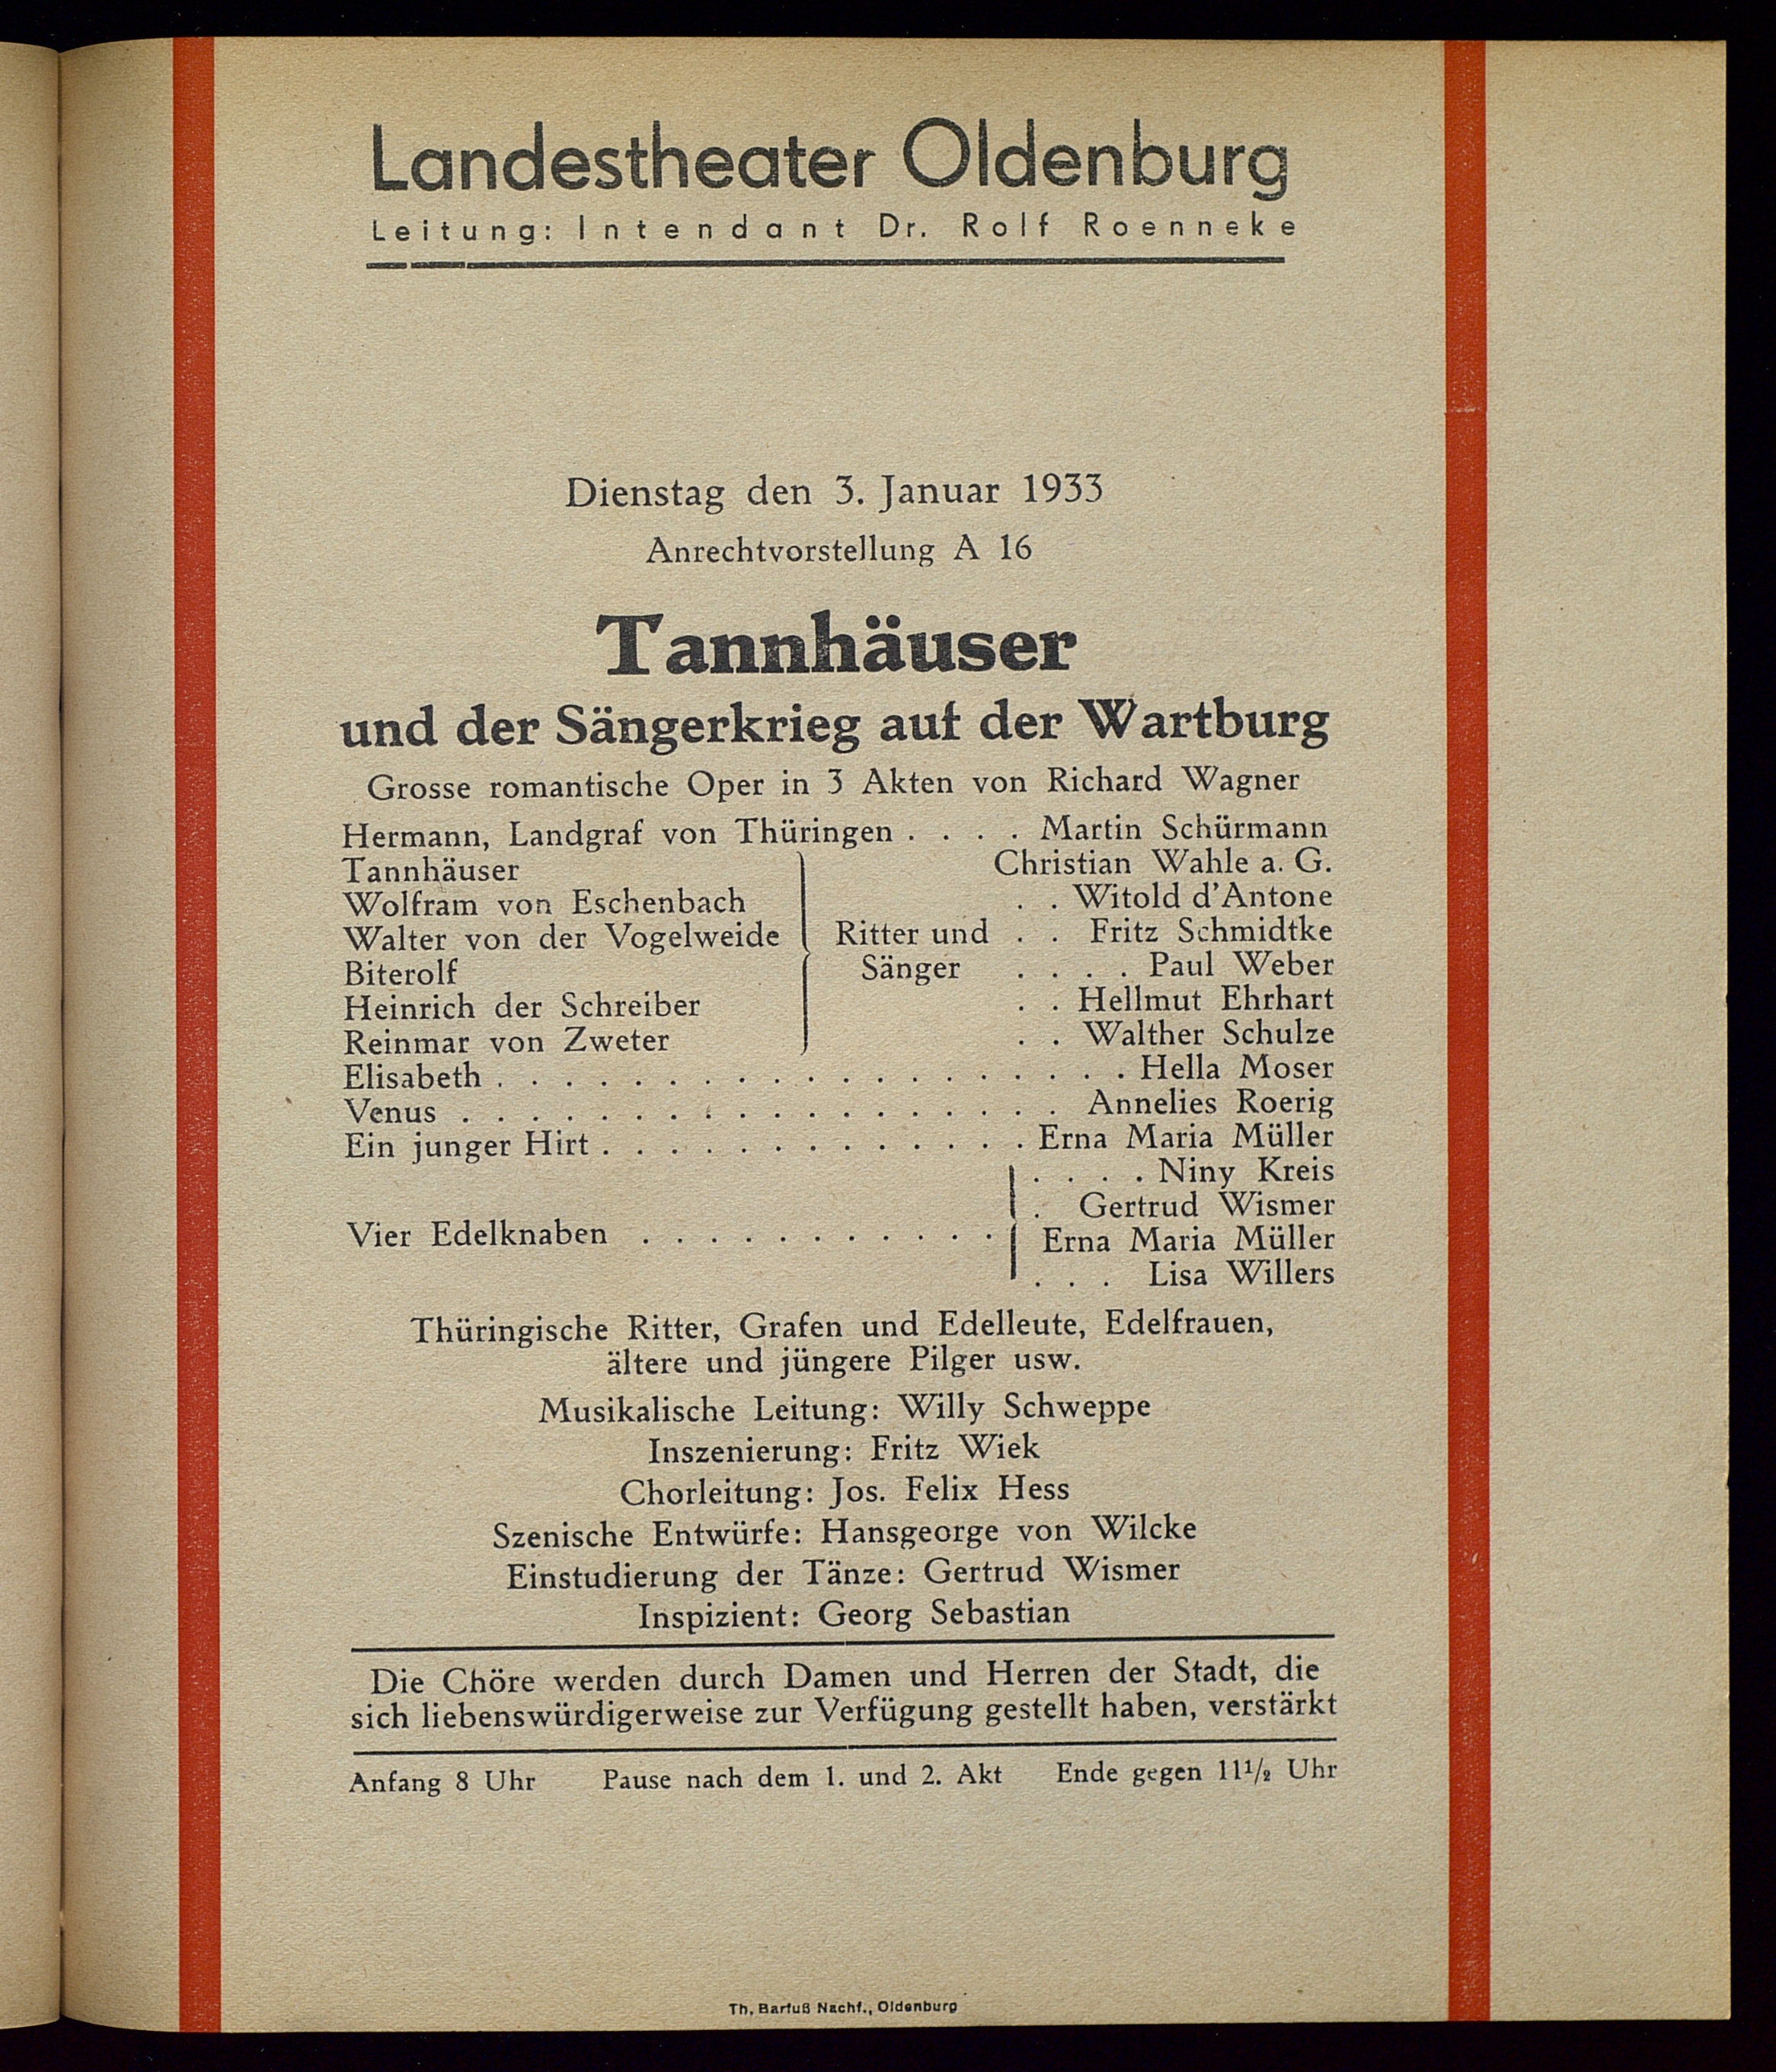 Landestheater Oldenburg
Leitung: Intendant Dr. Rolf Roenneke
Dienstag den 3. Januar 1933
Anrechtvorstellung A 16
Tannhäuser
und der Sängerkrieg auf der Wartburg
Grosse romantische Oper in 3 Akten von Richard Wagner
Hermann, Landgraf von Thüringen . . . . Martin Schürmann
Tannhäuser Christian Wahle a. G.
Wolfram von Eschenbach . . Witold d'Antone
Walter von der Vogelweide Ritter und . . Fritz Schmidtke
Biterolf Sänger . . . . Paul Weber
Heinrich der Schreiber . . Hellmut Ehrhart
Reinmar von Zweter . . Walther Schulze
Elisabeth . . . . . . . . . . . . . . . . . . . Hella Moser
Venus . . . . . . . . . . . . . . . . . . Annelies Roerig
Ein junger Hirt . . . . . . . . . . . . . Erna Maria Müller
. . . . Niny Kreis
. Gertrud Wismer
Vier Edelknaben . . . . . . . . . . . Erna Maria Müller
. . . Lisa Willers
Thüringische Ritter, Grafen und Edelleute, Edelfrauen,
ältere und jüngere Pilger usw.
Musikalische Leitung: Willy Schweppe
Inszenierung: Fritz Wiek
Chorleitung: Jos. Felix Hess
Szenische Entwürfe: Hansgeorge von Wilcke
Einstudierung der Tänze: Gertrud Wismer
Inspizient: Georg Sebastian
Die Chöre werden durch Damen und Herren der Stadt, die
sich liebenswürdigerweise zur Verfügung gestellt haben, verstärkt
Anfang 8 Uhr Pause nach dem 1. und 2. Akt Ende gegen 11½ Uhr
Th. Barfuß Nachf., Oldenburg